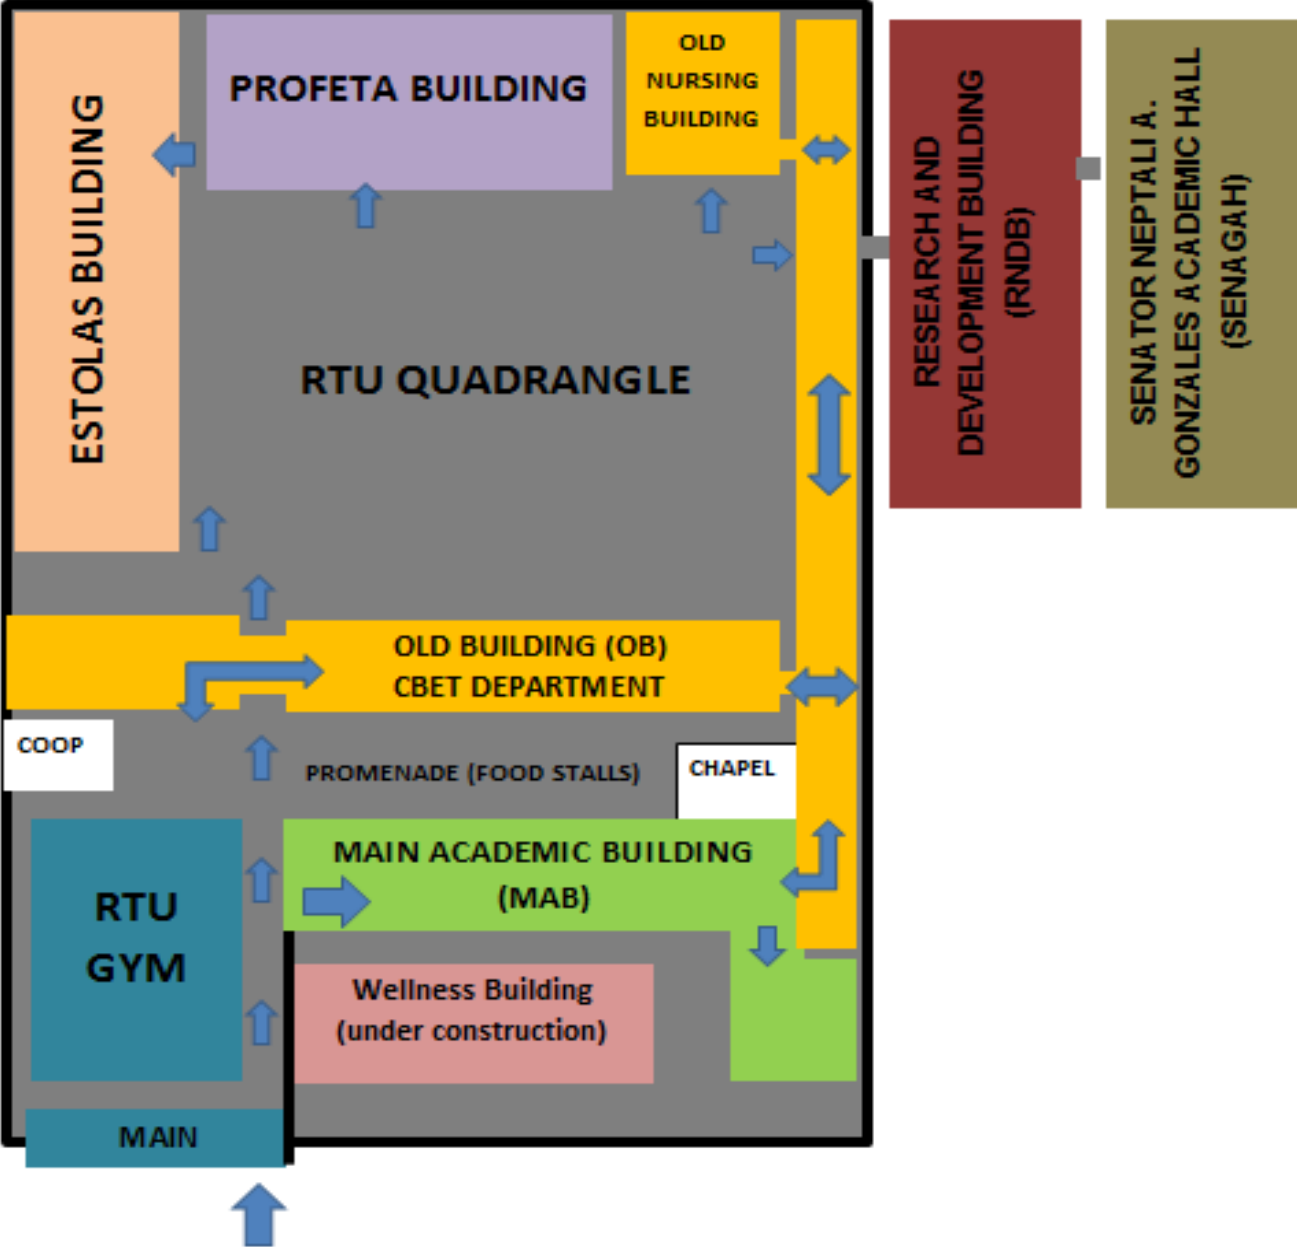 PROFETA BUILDING
OLD
NURSING
BUILDING
ESTOLAS BUILDING
RESEARCH AND
DEVELOPMENT BUILDING
(RNDB)
SENATOR NEPTALI A.
GONZALES ACADEMIC HALL
(SENAGAH)
RTU QUADRANGLE
OLD BUILDING (OB)
CBET DEPARTMENT
COOP
PROMENADE (FOOD STALLS)
CHAPEL
MAIN ACADEMIC BUILDING
(MAB)
RTU
GYM
Wellness Building
(under construction)
MAIN